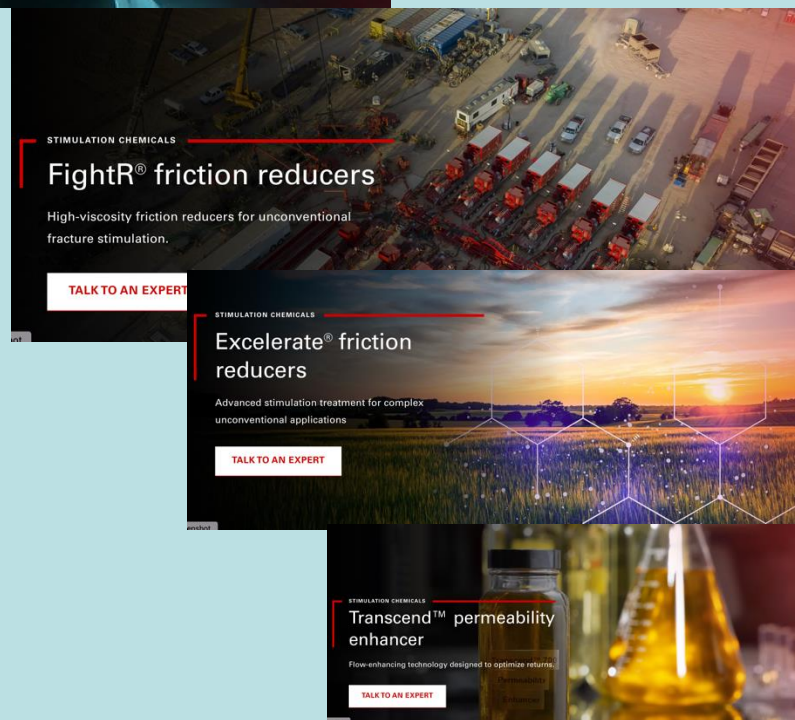 STIMULATION CHEMICALS
FightR® friction reducers
High-viscosity friction reducers for unconventional
fracture stimulation.
TALK TO AN EXPERT
STIMULATION CHEMICALS
Excelerate® friction
reducers
Advanced stimulation treatment for complex
unconventional applications
TALK TO AN EXPERT
STIMULATION CHEMICALS
Transcend™ permeability
enhancer
Flow-enhancing technology designed to optimize returns.
Permeability
Enhancer
TALK TO AN EXPERT